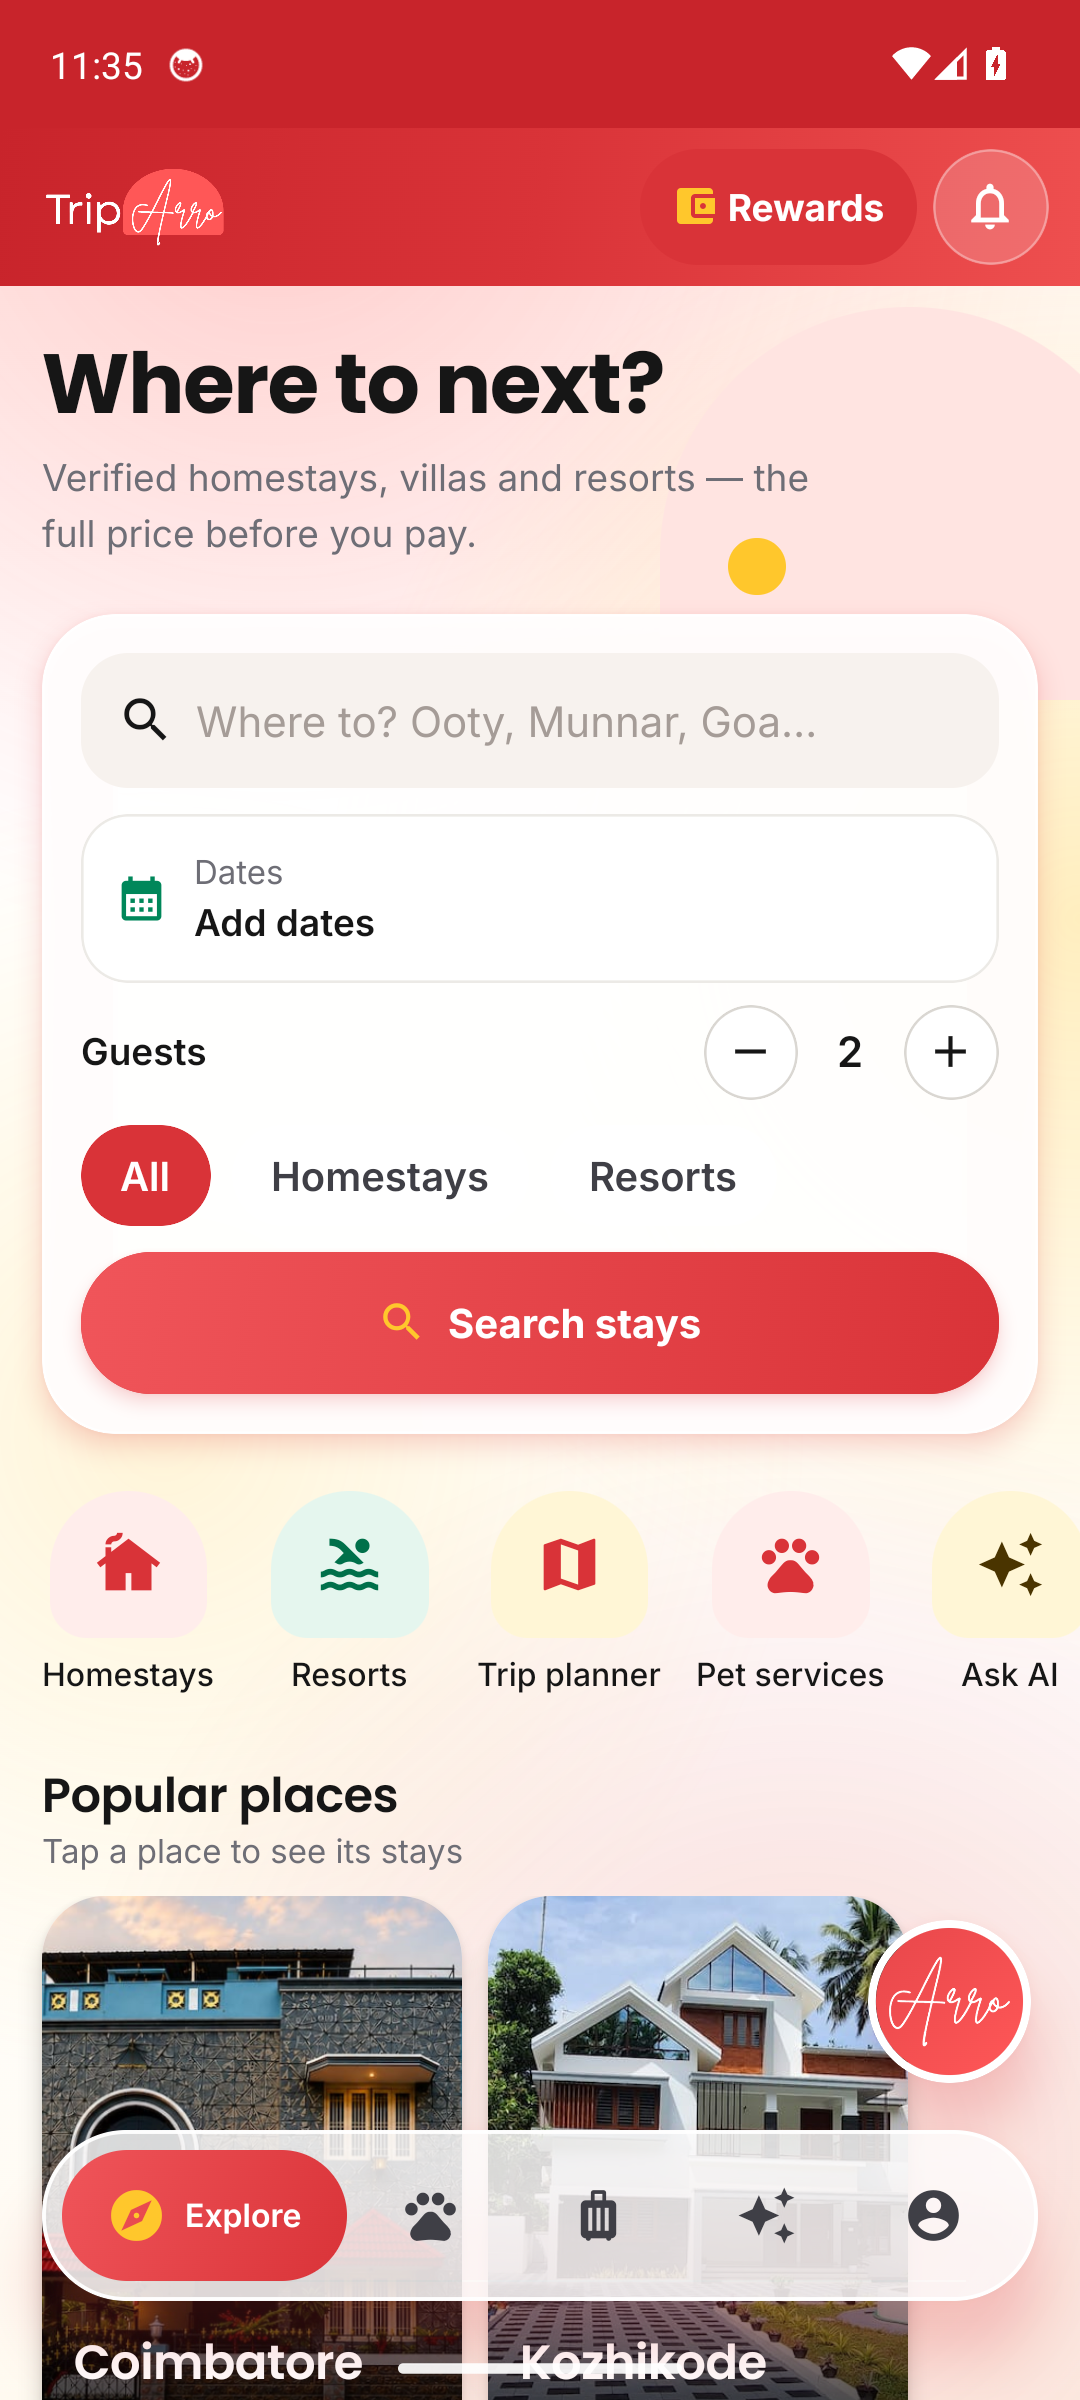 11:35
Trip Arro
Rewards
Where to next?
Verified homestays, villas and resorts — the
full price before you pay.
Where to? Ooty, Munnar, Goa...
Dates
Add dates
Guests
2
All
Homestays
Resorts
Search stays
Homestays
Resorts
Trip planner
Pet services
Ask AI
Popular places
Tap a place to see its stays
Arro
Explore
Coimbatore
Kozhikode